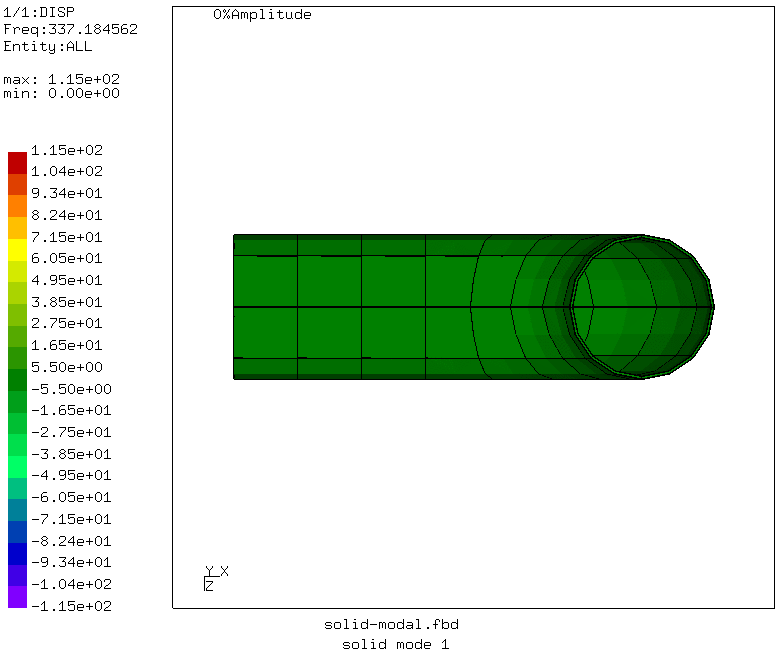 1/1:DISP
Freq:337.184562
Entity:ALL
max: 1.15e+02
min: 0.00e+00
0%Amplitude
1.15e+02
1.04e+02
9.34e+01
8.24e+01
7.15e+01
6.05e+01
4.95e+01
3.85e+01
2.75e+01
1.65e+01
5.50e+00
-5.50e+00
-1.65e+01
-2.75e+01
-3.85e+01
-4.95e+01
-6.05e+01
-7.15e+01
-8.24e+01
-9.34e+01
-1.04e+02
-1.15e+02
Y X
Z
solid-modal.fbd
solid mode 1